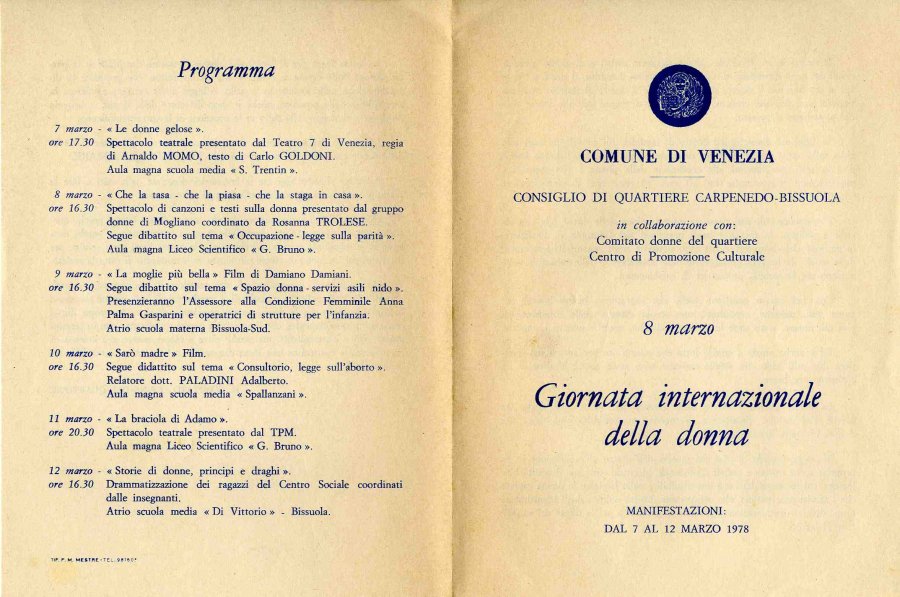 Programma
7 marzo - « Le donne gelose ».
ore 17.30 Spettacolo teatrale presentato dal Teatro 7 di Venezia, regia
di Arnaldo MOMO, testo di Carlo GOLDONI.
Aula magna scuola media « S. Trentin ».
8 marzo - « Che la tasa - che la piasa - che la staga in casa ».
ore 16.30 Spettacolo di canzoni e testi sulla donna presentato dal gruppo
donne di Mogliano coordinato da Rosanna TROLESE.
Segue dibattito sul tema « Occupazione - legge sulla parità ».
Aula magna Liceo Scientifico « G. Bruno ».
9 marzo - « La moglie più bella » Film di Damiano Damiani.
ore 16.30 Segue dibattito sul tema « Spazio donna - servizi asili nido ».
Presenzieranno l'Assessore alla Condizione Femminile Anna
Palma Gasparini e operatrici di strutture per l'infanzia.
Atrio scuola materna Bissuola-Sud.
10 marzo - « Sarò madre » Film.
ore 16.30 Segue didattito sul tema « Consultorio, legge sull'aborto ».
Relatore dott. PALADINI Adalberto.
Aula magna scuola media « Spallanzani ».
11 marzo - « La braciola di Adamo ».
ore 20.30 Spettacolo teatrale presentato dal TPM.
Aula magna Liceo Scientifico « G. Bruno ».
12 marzo - « Storie di donne, principi e draghi ».
ore 16.30 Drammatizzazione dei ragazzi del Centro Sociale coordinati
dalle insegnanti.
Atrio scuola media « Di Vittorio » - Bissuola.
TIP. F. M. MESTRE - TEL.
COMUNE DI VENEZIA
CONSIGLIO DI QUARTIERE CARPENEDO-BISSUOLA
in collaborazione con:
Comitato donne del quartiere
Centro di Promozione Culturale
8 marzo
Giornata internazionale
della donna
MANIFESTAZIONI:
DAL 7 AL 12 MARZO 1978